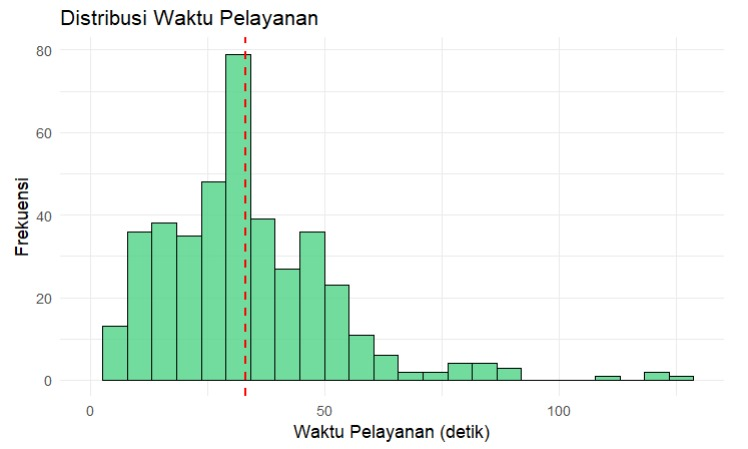 Distribusi Waktu Pelayanan
80
60
40
20
0
Frekuensi
0 50 100
Waktu Pelayanan (detik)